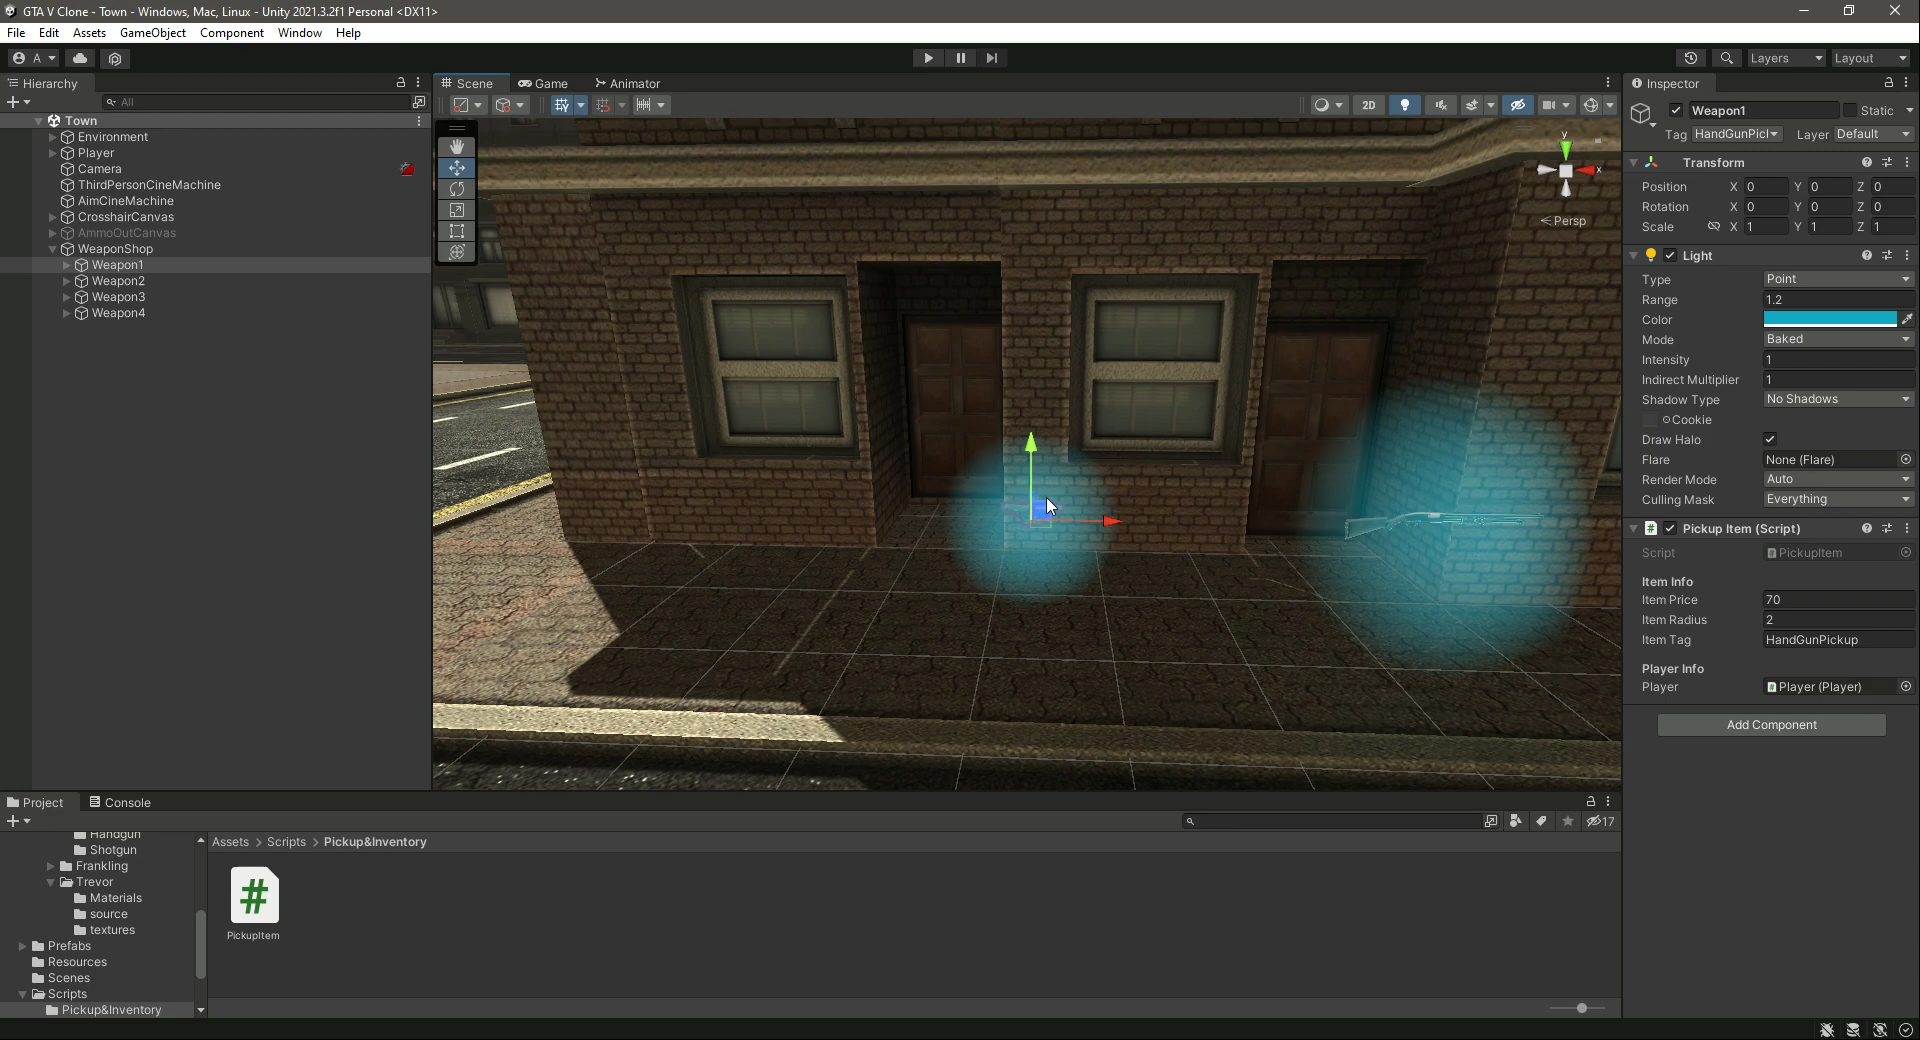 GTA V Clone - Town - Windows, Mac, Linux - Unity 2021.3.2f1 Personal <DX11>
File Edit Assets GameObject Component Window Help
A
Layers Layout
Hierarchy
All
Town
Environment
Player
Camera
ThirdPersonCineMachine
AimCineMachine
CrosshairCanvas
AmmoOutCanvas
WeaponShop
Weapon1
Weapon2
Weapon3
Weapon4
Scene Game Animator
2D
y
x
Persp
Inspector
Weapon1 Static
Tag HandGunPicl Layer Default
Transform
Position X 0 Y 0 Z 0
Rotation X 0 Y 0 Z 0
Scale X 1 Y 1 Z 1
Light
Type Point
Range 1.2
Color
Mode Baked
Intensity 1
Indirect Multiplier 1
Shadow Type No Shadows
Cookie
Draw Halo
Flare None (Flare)
Render Mode Auto
Culling Mask Everything
Pickup Item (Script)
Script PickupItem
Item Info
Item Price 70
Item Radius 2
Item Tag HandGunPickup
Player Info
Player Player (Player)
Add Component
Project Console
17
Handgun
Shotgun
Frankling
Trevor
Materials
source
textures
Prefabs
Resources
Scenes
Scripts
Pickup&Inventory
Assets > Scripts > Pickup&Inventory
#
PickupItem